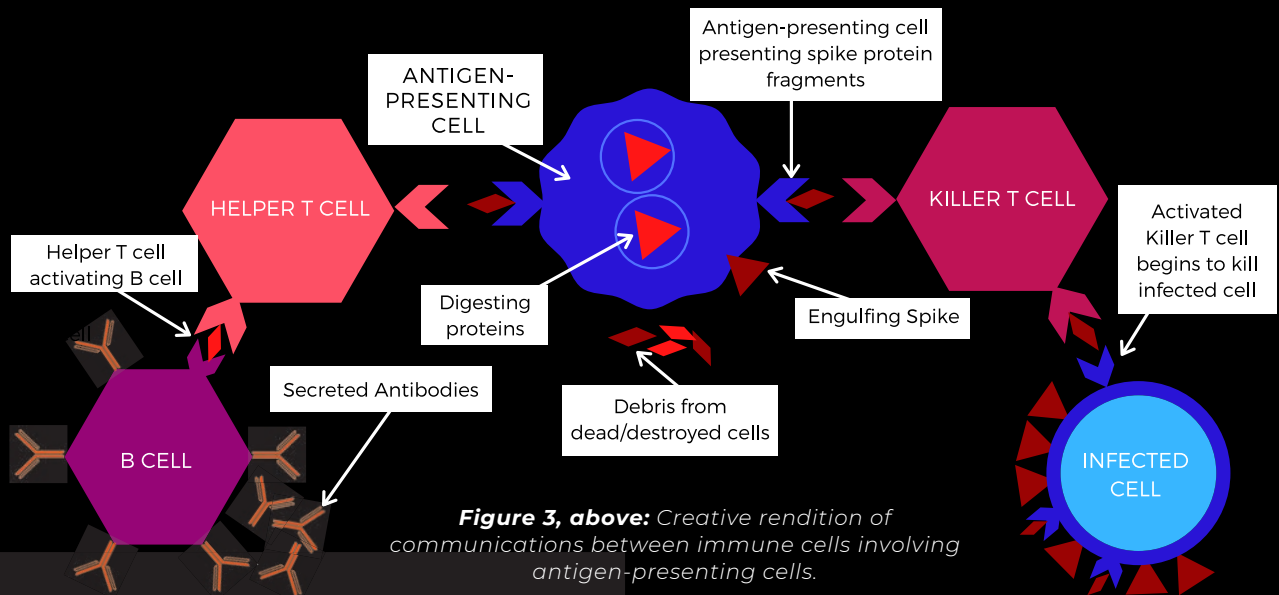 Antigen-presenting cell
presenting spike protein
fragments
ANTIGEN-
PRESENTING
CELL
HELPER T CELL
KILLER T CELL
Activated
Killer T cell
begins to kill
infected cell
Helper T cell
activating B cell
cell
Digesting
proteins
Engulfing Spike
Secreted Antibodies
Debris from
dead/destroyed cells
B CELL
INFECTED
CELL
Figure 3, above: Creative rendition of
communications between immune cells involving
antigen-presenting cells.